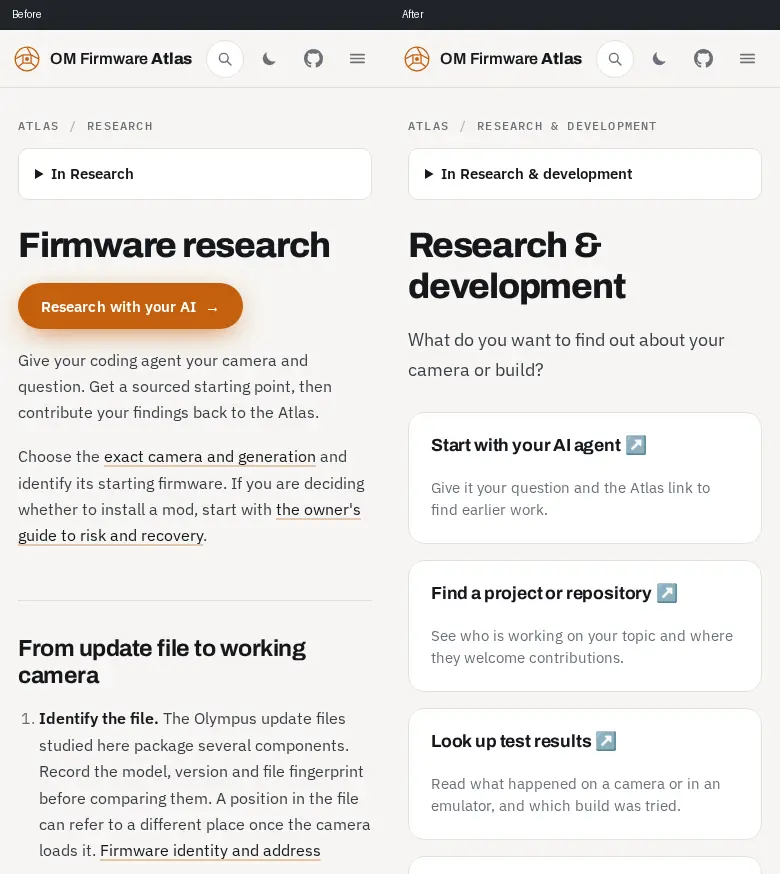 Before
OM Firmware Atlas
ATLAS / RESEARCH
▶ In Research
Firmware research
Research with your AI →
Give your coding agent your camera and
question. Get a sourced starting point, then
contribute your findings back to the Atlas.
Choose the exact camera and generation and
identify its starting firmware. If you are deciding
whether to install a mod, start with the owner's
guide to risk and recovery.
From update file to working
camera
1. Identify the file. The Olympus update files
studied here package several components.
Record the model, version and file fingerprint
before comparing them. A position in the file
can refer to a different place once the camera
loads it. Firmware identity and address
After
OM Firmware Atlas
ATLAS / RESEARCH & DEVELOPMENT
▶ In Research & development
Research &
development
What do you want to find out about your
camera or build?
Start with your AI agent ↗
Give it your question and the Atlas link to
find earlier work.
Find a project or repository ↗
See who is working on your topic and where
they welcome contributions.
Look up test results ↗
Read what happened on a camera or in an
emulator, and which build was tried.